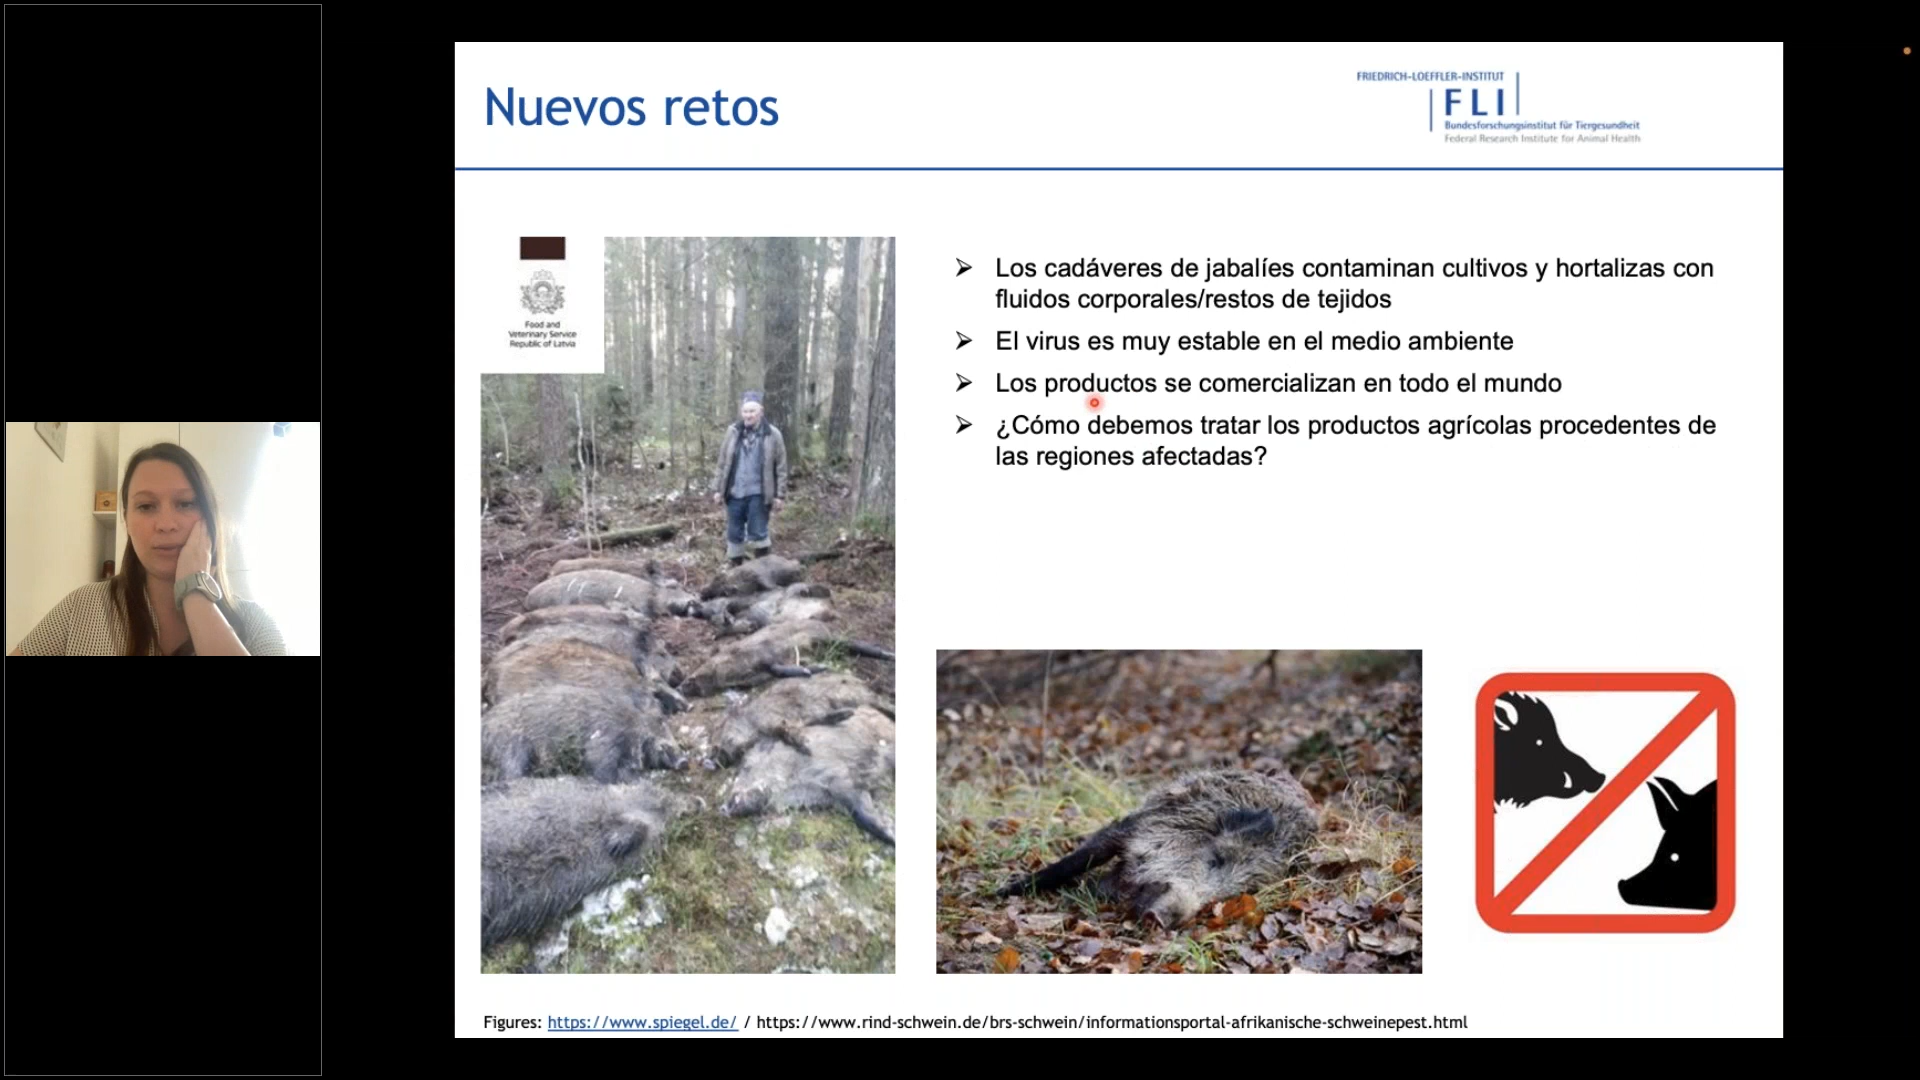 Nuevos retos
FRIEDRICH-LOEFFLER-INSTITUT
FLI
Bundesforschungsinstitut für Tiergesundheit
Federal Research Institute for Animal Health
Food and
Veterinary Service
Republic of Latvia
Los cadáveres de jabalíes contaminan cultivos y hortalizas con
fluidos corporales/restos de tejidos
El virus es muy estable en el medio ambiente
Los productos se comercializan en todo el mundo
¿Cómo debemos tratar los productos agrícolas procedentes de
las regiones afectadas?
Figures: https://www.spiegel.de/ / https://www.rind-schwein.de/brs-schwein/informationsportal-afrikanische-schweinepest.html